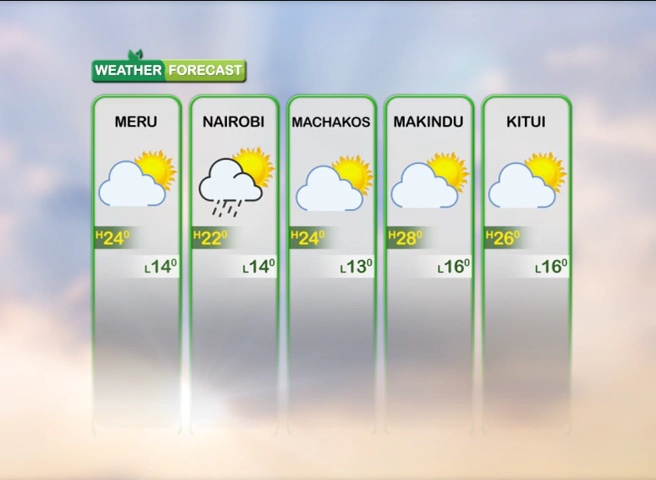 WEATHER FORECAST
MERU
H24⁰
L14⁰
NAIROBI
H22⁰
L14⁰
MACHAKOS
H24⁰
L13⁰
MAKINDU
H28⁰
L16⁰
KITUI
H26⁰
L16⁰